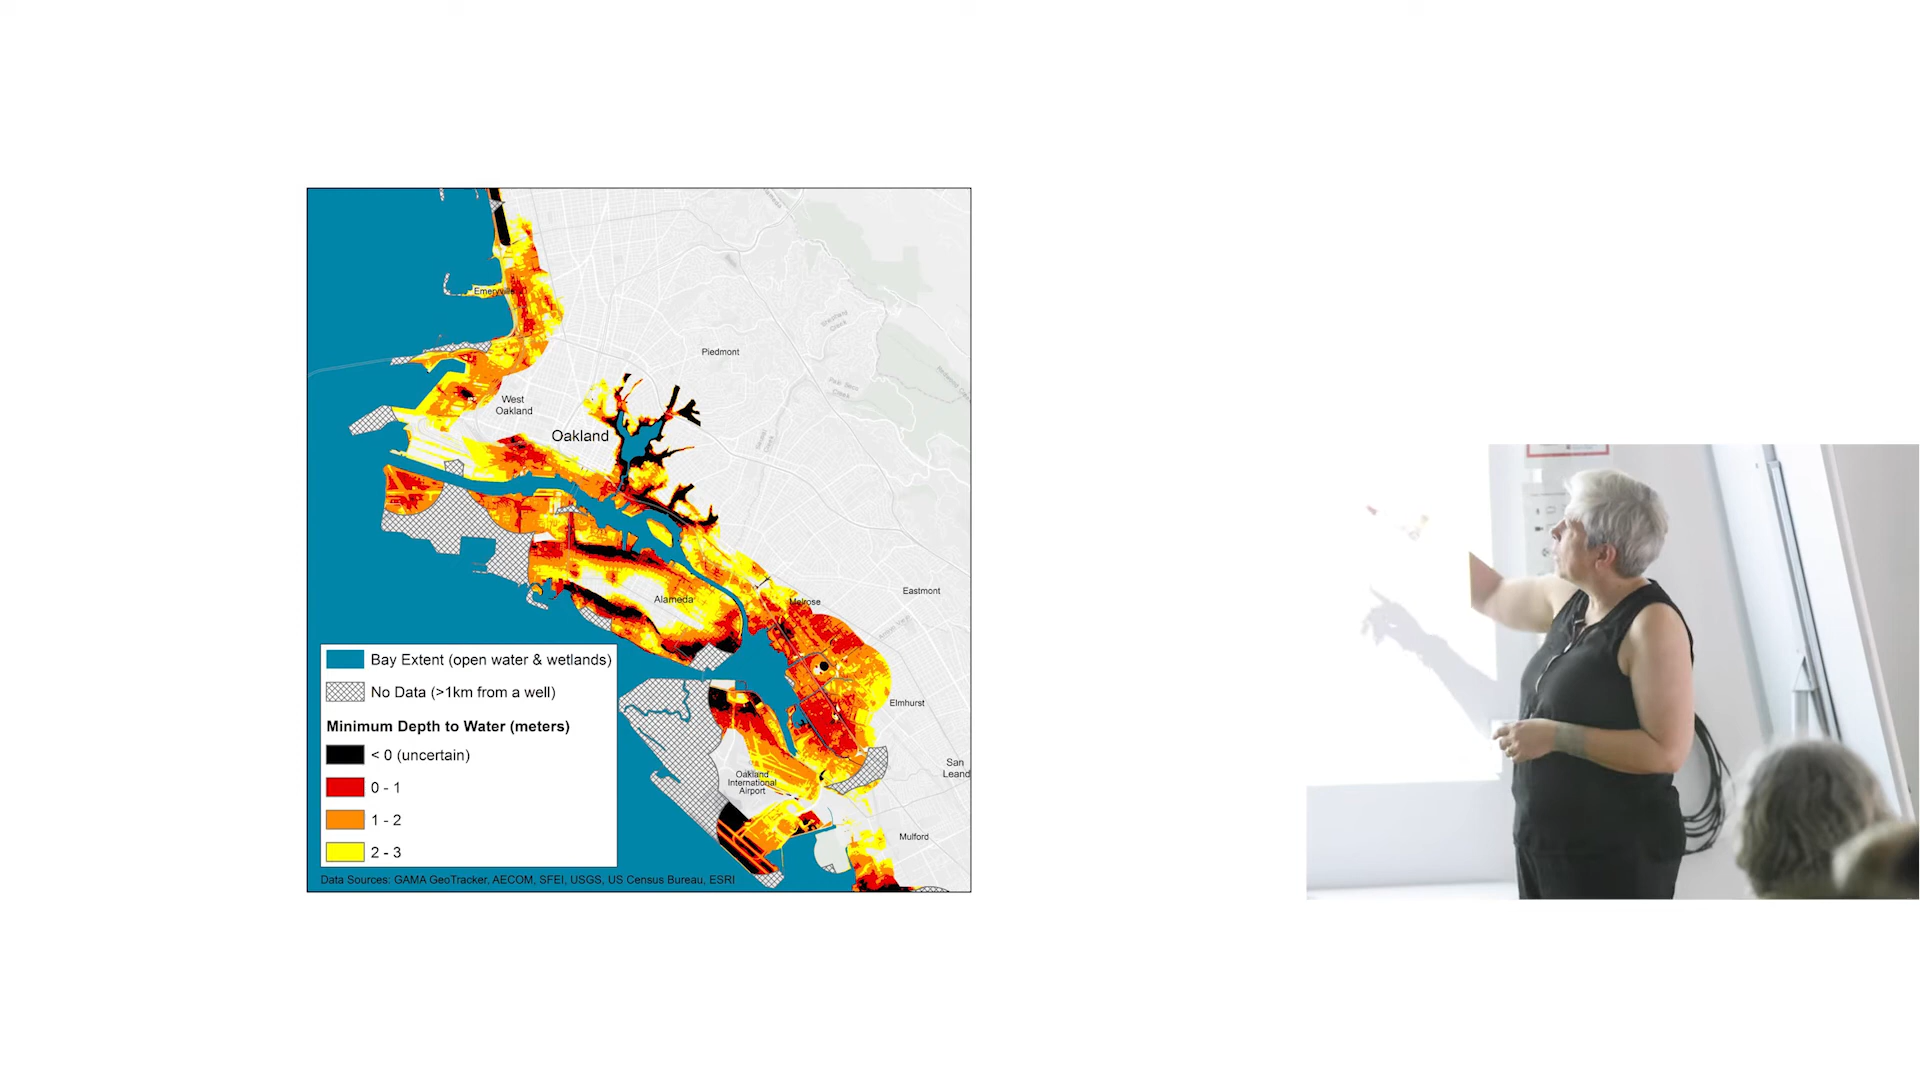 Emeryville
Piedmont
West
Oakland
Oakland
Alameda
Melrose
Eastmont
Elmhurst
San
Leand
Oakland
International
Airport
Mulford
Bay Extent (open water & wetlands)
No Data (>1km from a well)
Minimum Depth to Water (meters)
< 0 (uncertain)
0 - 1
1 - 2
2 - 3
Data Sources: GAMA GeoTracker, AECOM, SFEI, USGS, US Census Bureau, ESRI